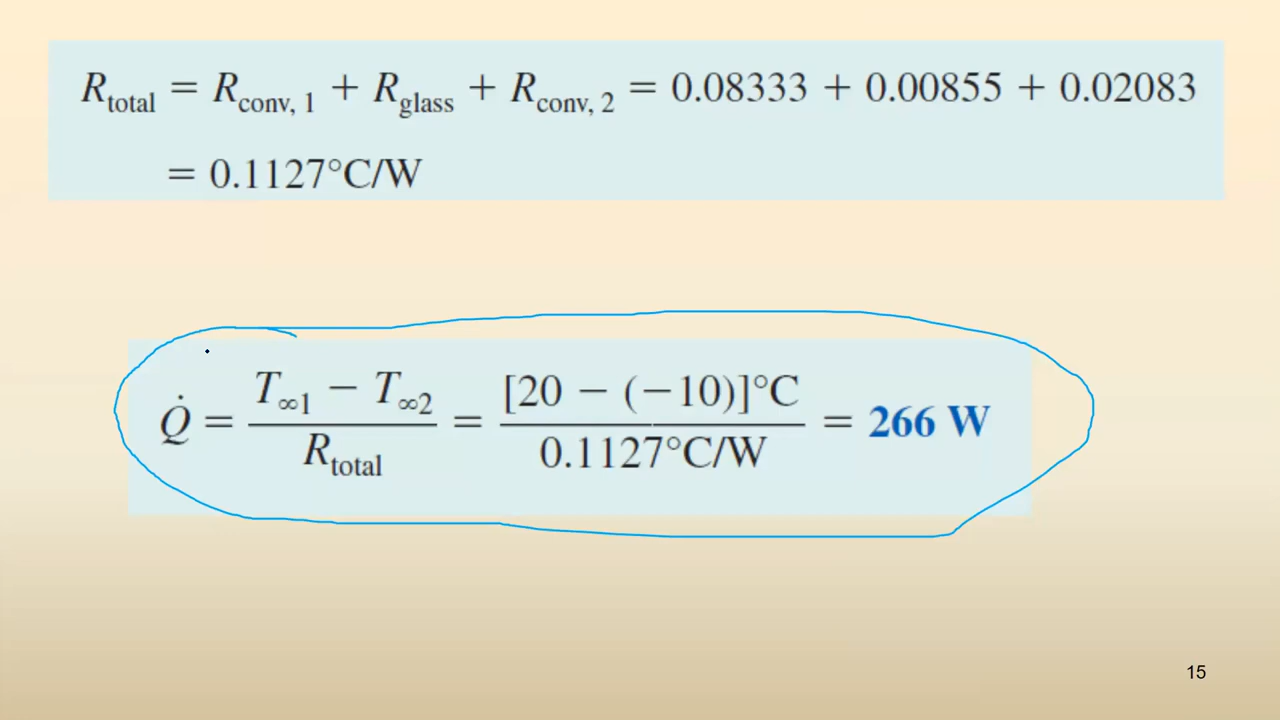 R_total = R_conv, 1 + R_glass + R_conv, 2 = 0.08333 + 0.00855 + 0.02083
= 0.1127°C/W
Q̇ = (T_∞1 − T_∞2) / R_total = [20 − (−10)]°C / 0.1127°C/W = 266 W
15